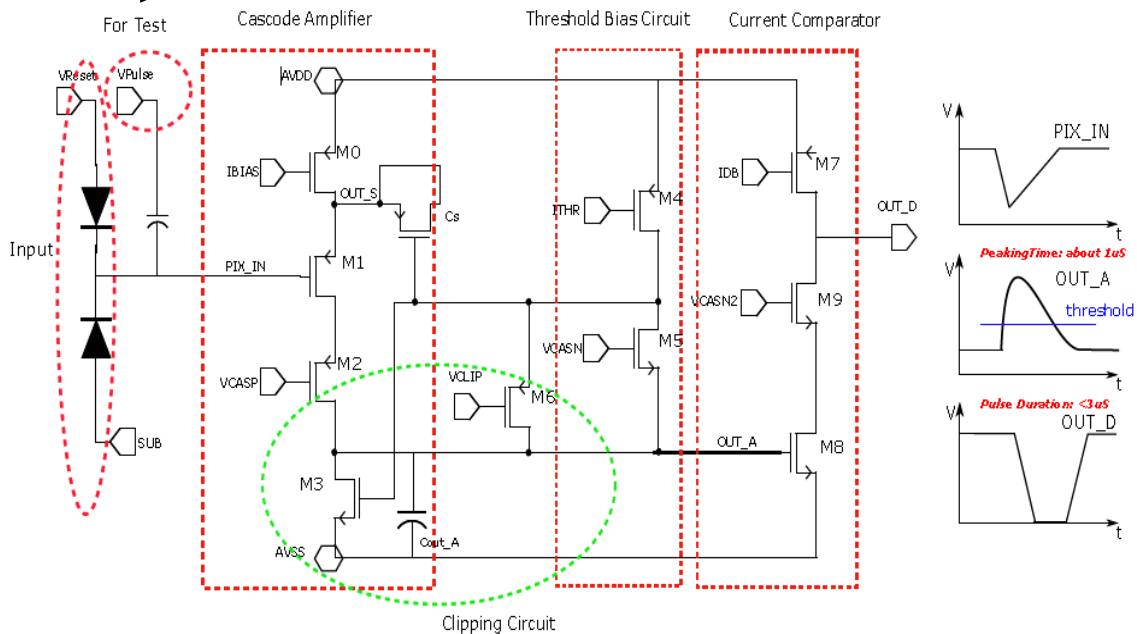 For Test
Cascode Amplifier
Threshold Bias Circuit
Current Comparator
VReset
VPulse
AVDD
M0
IBIAS
OUT_S
Cs
M4
ITHR
M7
IDB
OUT_D
V
PIX_IN
t
Input
PIX_IN
M1
PeakingTime: about 1uS
V
OUT_A
threshold
t
VCASN2
M9
VCASN
M5
VCASP
M2
VCLIP
M6
Pulse Duration: <3uS
V
OUT_D
t
SUB
OUT_A
M8
M3
Cout_A
AVSS
Clipping Circuit